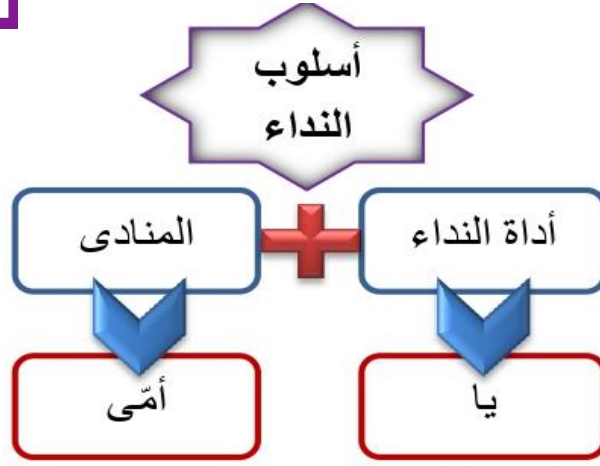 أسلوب
النداء
أداة النداء
المنادى
يا
أمّى